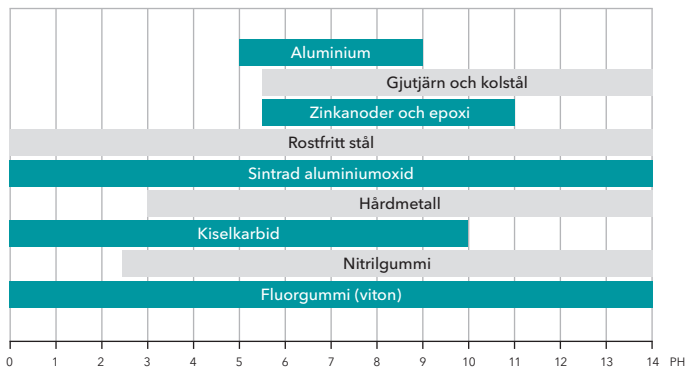 Aluminium
Gjutjärn och kolstål
Zinkanoder och epoxi
Rostfritt stål
Sintrad aluminiumoxid
Hårdmetall
Kiselkarbid
Nitrilgummi
Fluorgummi (viton)
0 1 2 3 4 5 6 7 8 9 10 11 12 13 14 PH